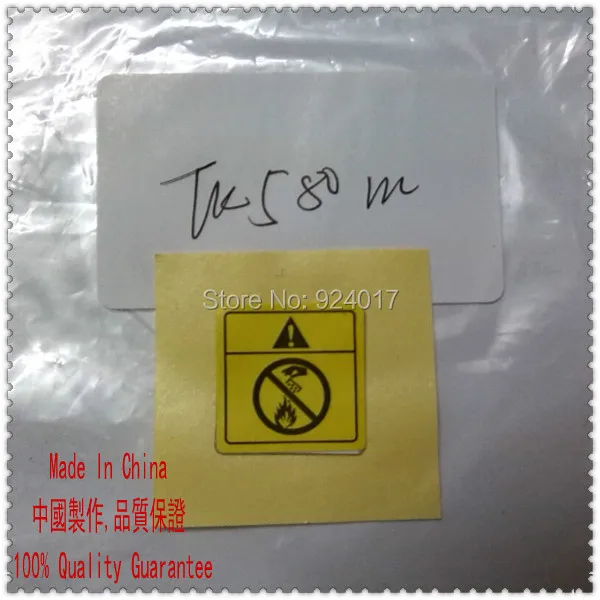 TK580m
Store No: 924017
Made In China
中國製作,品質保證
100% Quality Guarantee